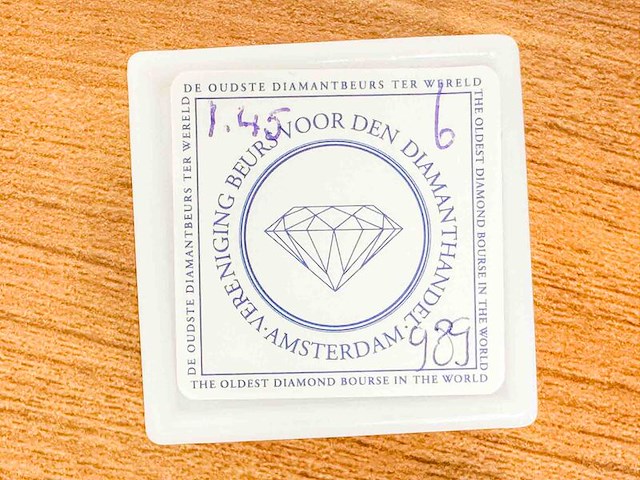 DE OUDSTE DIAMANTBEURS TER WERELD
THE OLDEST DIAMOND BOURSE IN THE WORLD
DE OUDSTE DIAMANTBEURS TER WERELD
1.45
6
VERENIGING BEURS VOOR DEN DIAMANTHANDEL
·AMSTERDAM·
989
THE OLDEST DIAMOND BOURSE IN THE WORLD